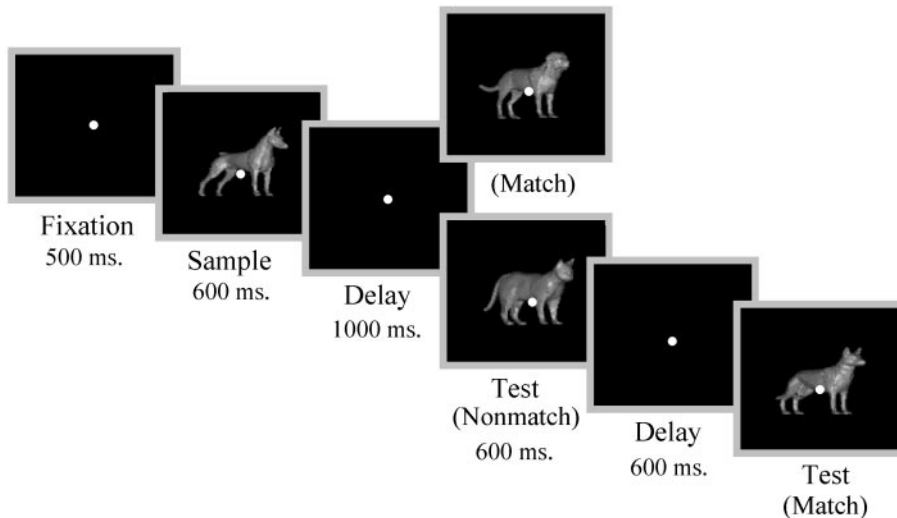 Fixation
500 ms.
Sample
600 ms.
Delay
1000 ms.
(Match)
Test
(Nonmatch)
600 ms.
Delay
600 ms.
Test
(Match)